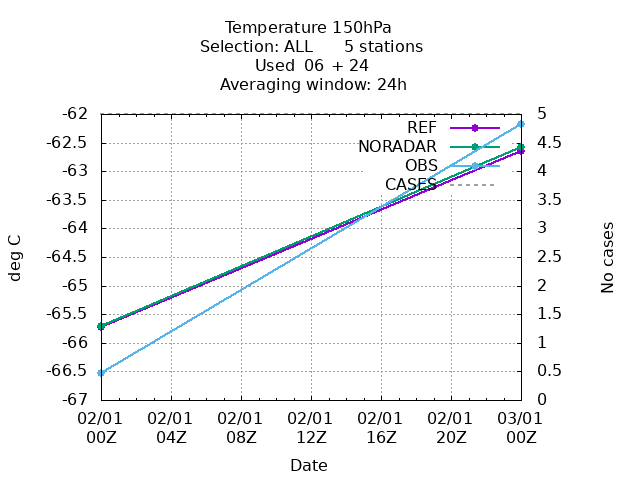 Temperature 150hPa
Selection: ALL      5 stations
Used  06 + 24
Averaging window: 24h
-62
-62.5
-63
-63.5
-64
-64.5
-65
-65.5
-66
-66.5
-67
deg C
REF
NORADAR
OBS
CASES
5
4.5
4
3.5
3
2.5
2
1.5
1
0.5
0
No cases
02/01 02/01 02/01 02/01 02/01 02/01 03/01
00Z 04Z 08Z 12Z 16Z 20Z 00Z
Date